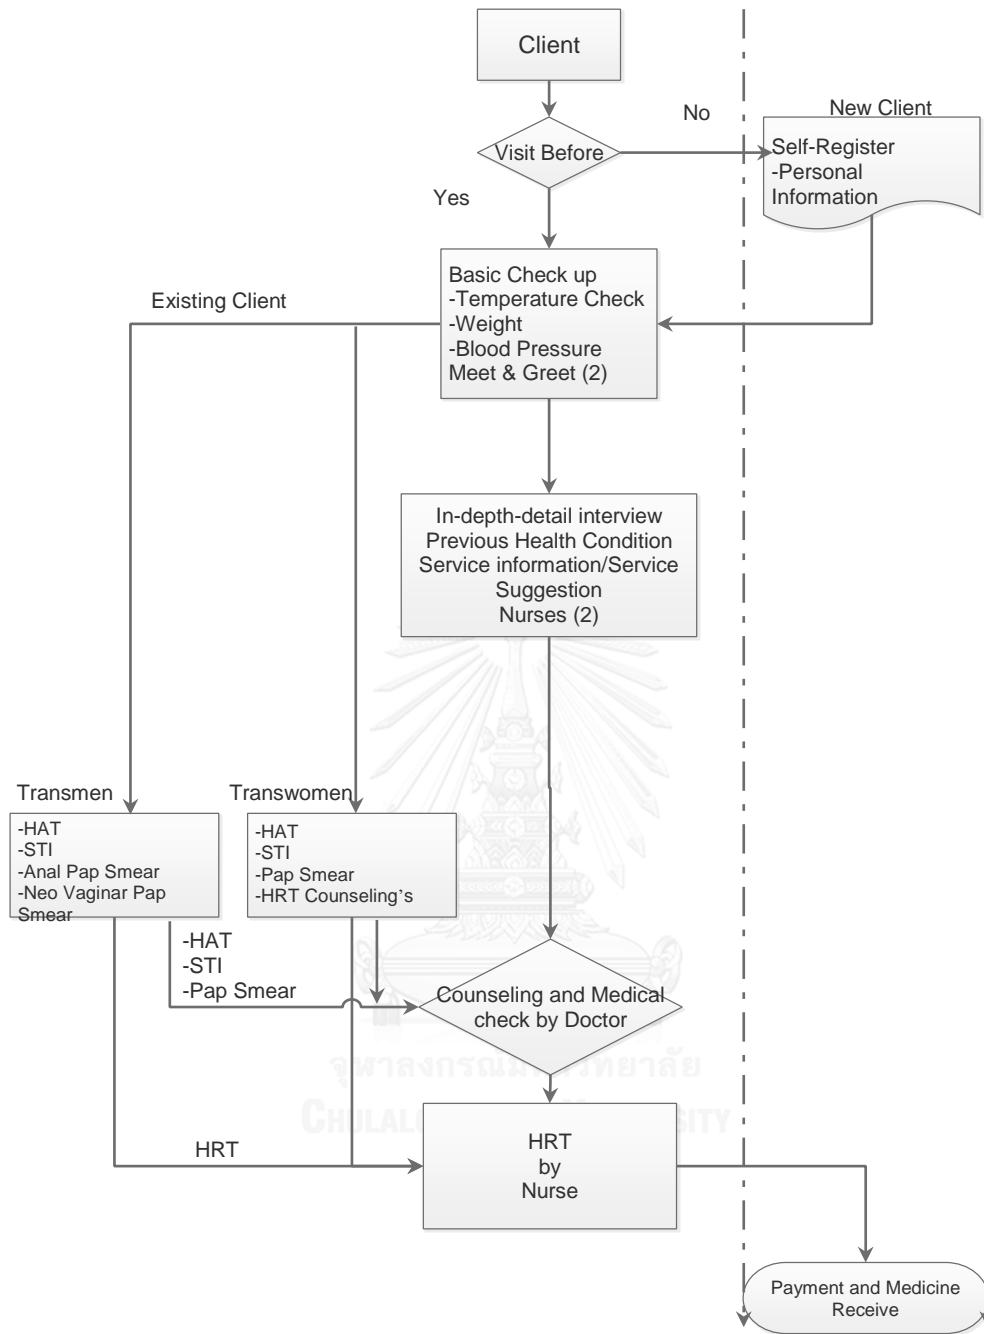 Client
No
New Client
Visit Before
Self-Register
-Personal
Information
Yes
Basic Check up
-Temperature Check
-Weight
-Blood Pressure
Meet & Greet (2)
Existing Client
In-depth-detail interview
Previous Health Condition
Service information/Service
Suggestion
Nurses (2)
Transmen
-HAT
-STI
-Anal Pap Smear
-Neo Vaginar Pap
Smear
Transwomen
-HAT
-STI
-Pap Smear
-HRT Counseling’s
-HAT
-STI
-Pap Smear
Counseling and Medical
check by Doctor
HRT
HRT
by
Nurse
Payment and Medicine
Receive